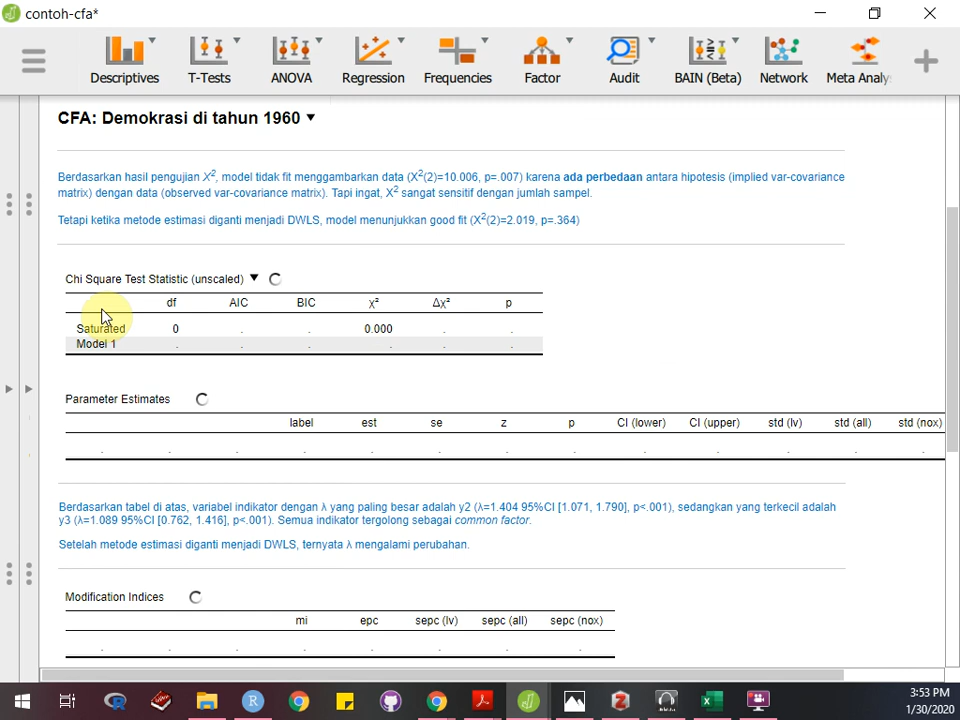 contoh-cfa*
Descriptives T-Tests ANOVA Regression Frequencies Factor Audit BAIN (Beta) Network Meta Analy
CFA: Demokrasi di tahun 1960
Berdasarkan hasil pengujian X², model tidak fit menggambarkan data (X²(2)=10.006, p=.007) karena ada perbedaan antara hipotesis (implied var-covariance
matrix) dengan data (observed var-covariance matrix). Tapi ingat, X² sangat sensitif dengan jumlah sampel.
Tetapi ketika metode estimasi diganti menjadi DWLS, model menunjukkan good fit (X²(2)=2.019, p=.364)
Chi Square Test Statistic (unscaled)
df AIC BIC χ² Δχ² p
Saturated 0 . . 0.000 . .
Model 1 . . . . . .
Parameter Estimates
label est se z p CI (lower) CI (upper) std (lv) std (all) std (nox)
. . . . . . . . . . . . .
Berdasarkan tabel di atas, variabel indikator dengan λ yang paling besar adalah y2 (λ=1.404 95%CI [1.071, 1.790], p<.001), sedangkan yang terkecil adalah
y3 (λ=1.089 95%CI [0.762, 1.416], p<.001). Semua indikator tergolong sebagai common factor.
Setelah metode estimasi diganti menjadi DWLS, ternyata λ mengalami perubahan.
Modification Indices
mi epc sepc (lv) sepc (all) sepc (nox)
. . . . . . . .
3:53 PM
1/30/2020